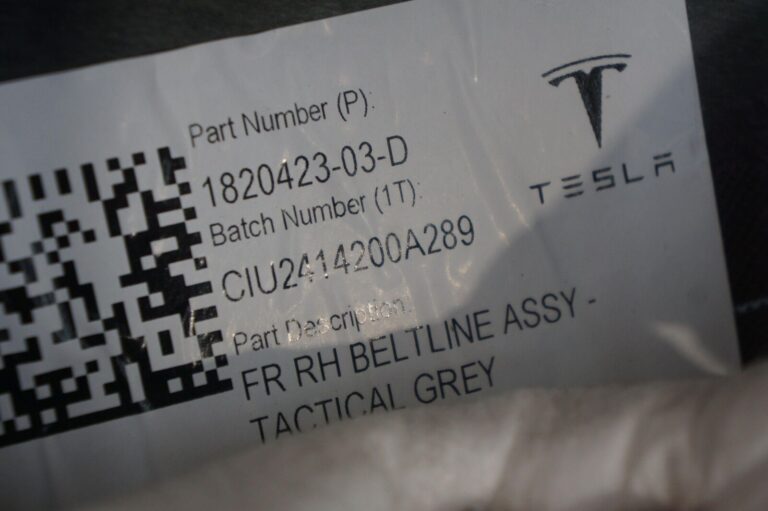 Part Number (P):
1820423-03-D
Batch Number (1T):
CIU2414200A289
Part Description:
FR RH BELTLINE ASSY -
TACTICAL GREY
TESLA